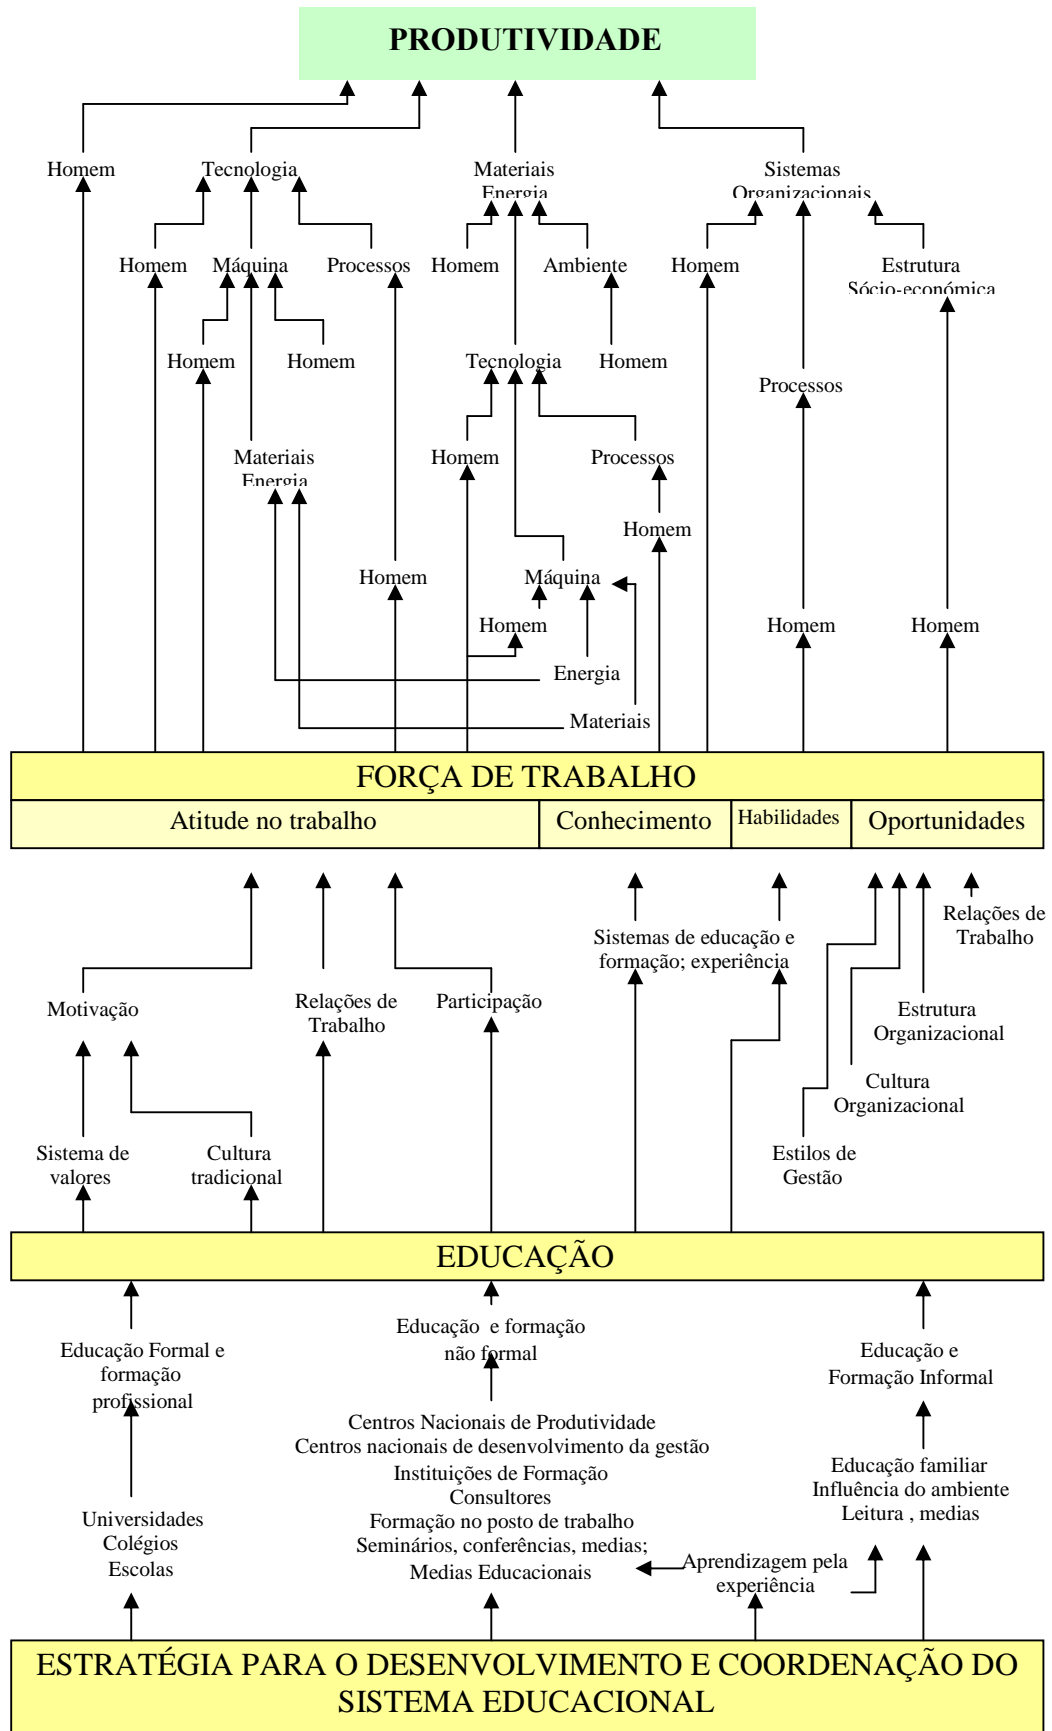 PRODUTIVIDADE
Homem
Tecnologia
Materiais
Energia
Sistemas
Organizacionais
Homem
Máquina
Processos
Homem
Ambiente
Homem
Estrutura
Sócio-económica
Homem
Homem
Tecnologia
Homem
Processos
Materiais
Energia
Homem
Processos
Homem
Homem
Máquina
Homem
Homem
Homem
Energia
Materiais
FORÇA DE TRABALHO
Atitude no trabalho
Conhecimento
Habilidades
Oportunidades
Relações de
Trabalho
Sistemas de educação e
formação; experiência
Motivação
Relações de
Trabalho
Participação
Estrutura
Organizacional
Cultura
Organizacional
Sistema de
valores
Cultura
tradicional
Estilos de
Gestão
EDUCAÇÃO
Educação Formal e
formação
profissional
Educação e formação
não formal
Educação e
Formação Informal
Centros Nacionais de Produtividade
Centros nacionais de desenvolvimento da gestão
Instituições de Formação
Consultores
Formação no posto de trabalho
Seminários, conferências, medias;
Medias Educacionais
Educação familiar
Influência do ambiente
Leitura , medias
Universidades
Colégios
Escolas
Aprendizagem pela
experiência
ESTRATÉGIA PARA O DESENVOLVIMENTO E COORDENAÇÃO DO
SISTEMA EDUCACIONAL